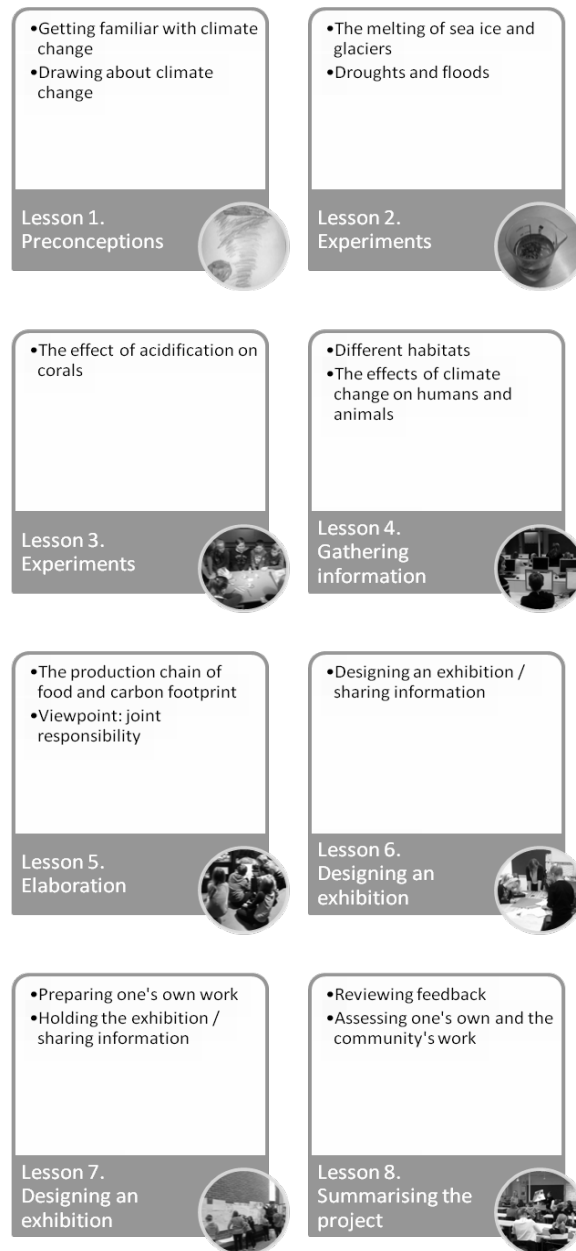 •Getting familiar with climate
change
•Drawing about climate
change
Lesson 1.
Preconceptions
•The melting of sea ice and
glaciers
•Droughts and floods
Lesson 2.
Experiments
•The effect of acidification on
corals
Lesson 3.
Experiments
•Different habitats
•The effects of climate
change on humans and
animals
Lesson 4.
Gathering
information
•The production chain of
food and carbon footprint
•Viewpoint: joint
responsibility
Lesson 5.
Elaboration
•Designing an exhibition /
sharing information
Lesson 6.
Designing an
exhibition
•Preparing one's own work
•Holding the exhibition /
sharing information
Lesson 7.
Designing an
exhibition
•Reviewing feedback
•Assessing one's own and the
community's work
Lesson 8.
Summarising the
project